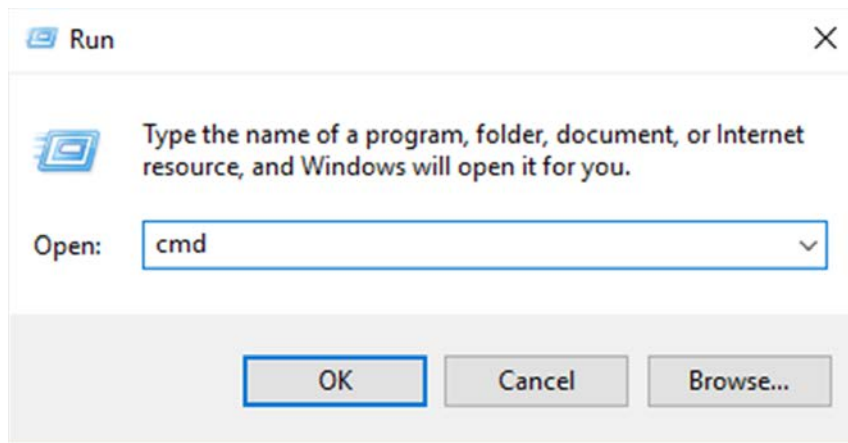 Run
Type the name of a program, folder, document, or Internet
resource, and Windows will open it for you.
Open: cmd
OK Cancel Browse...